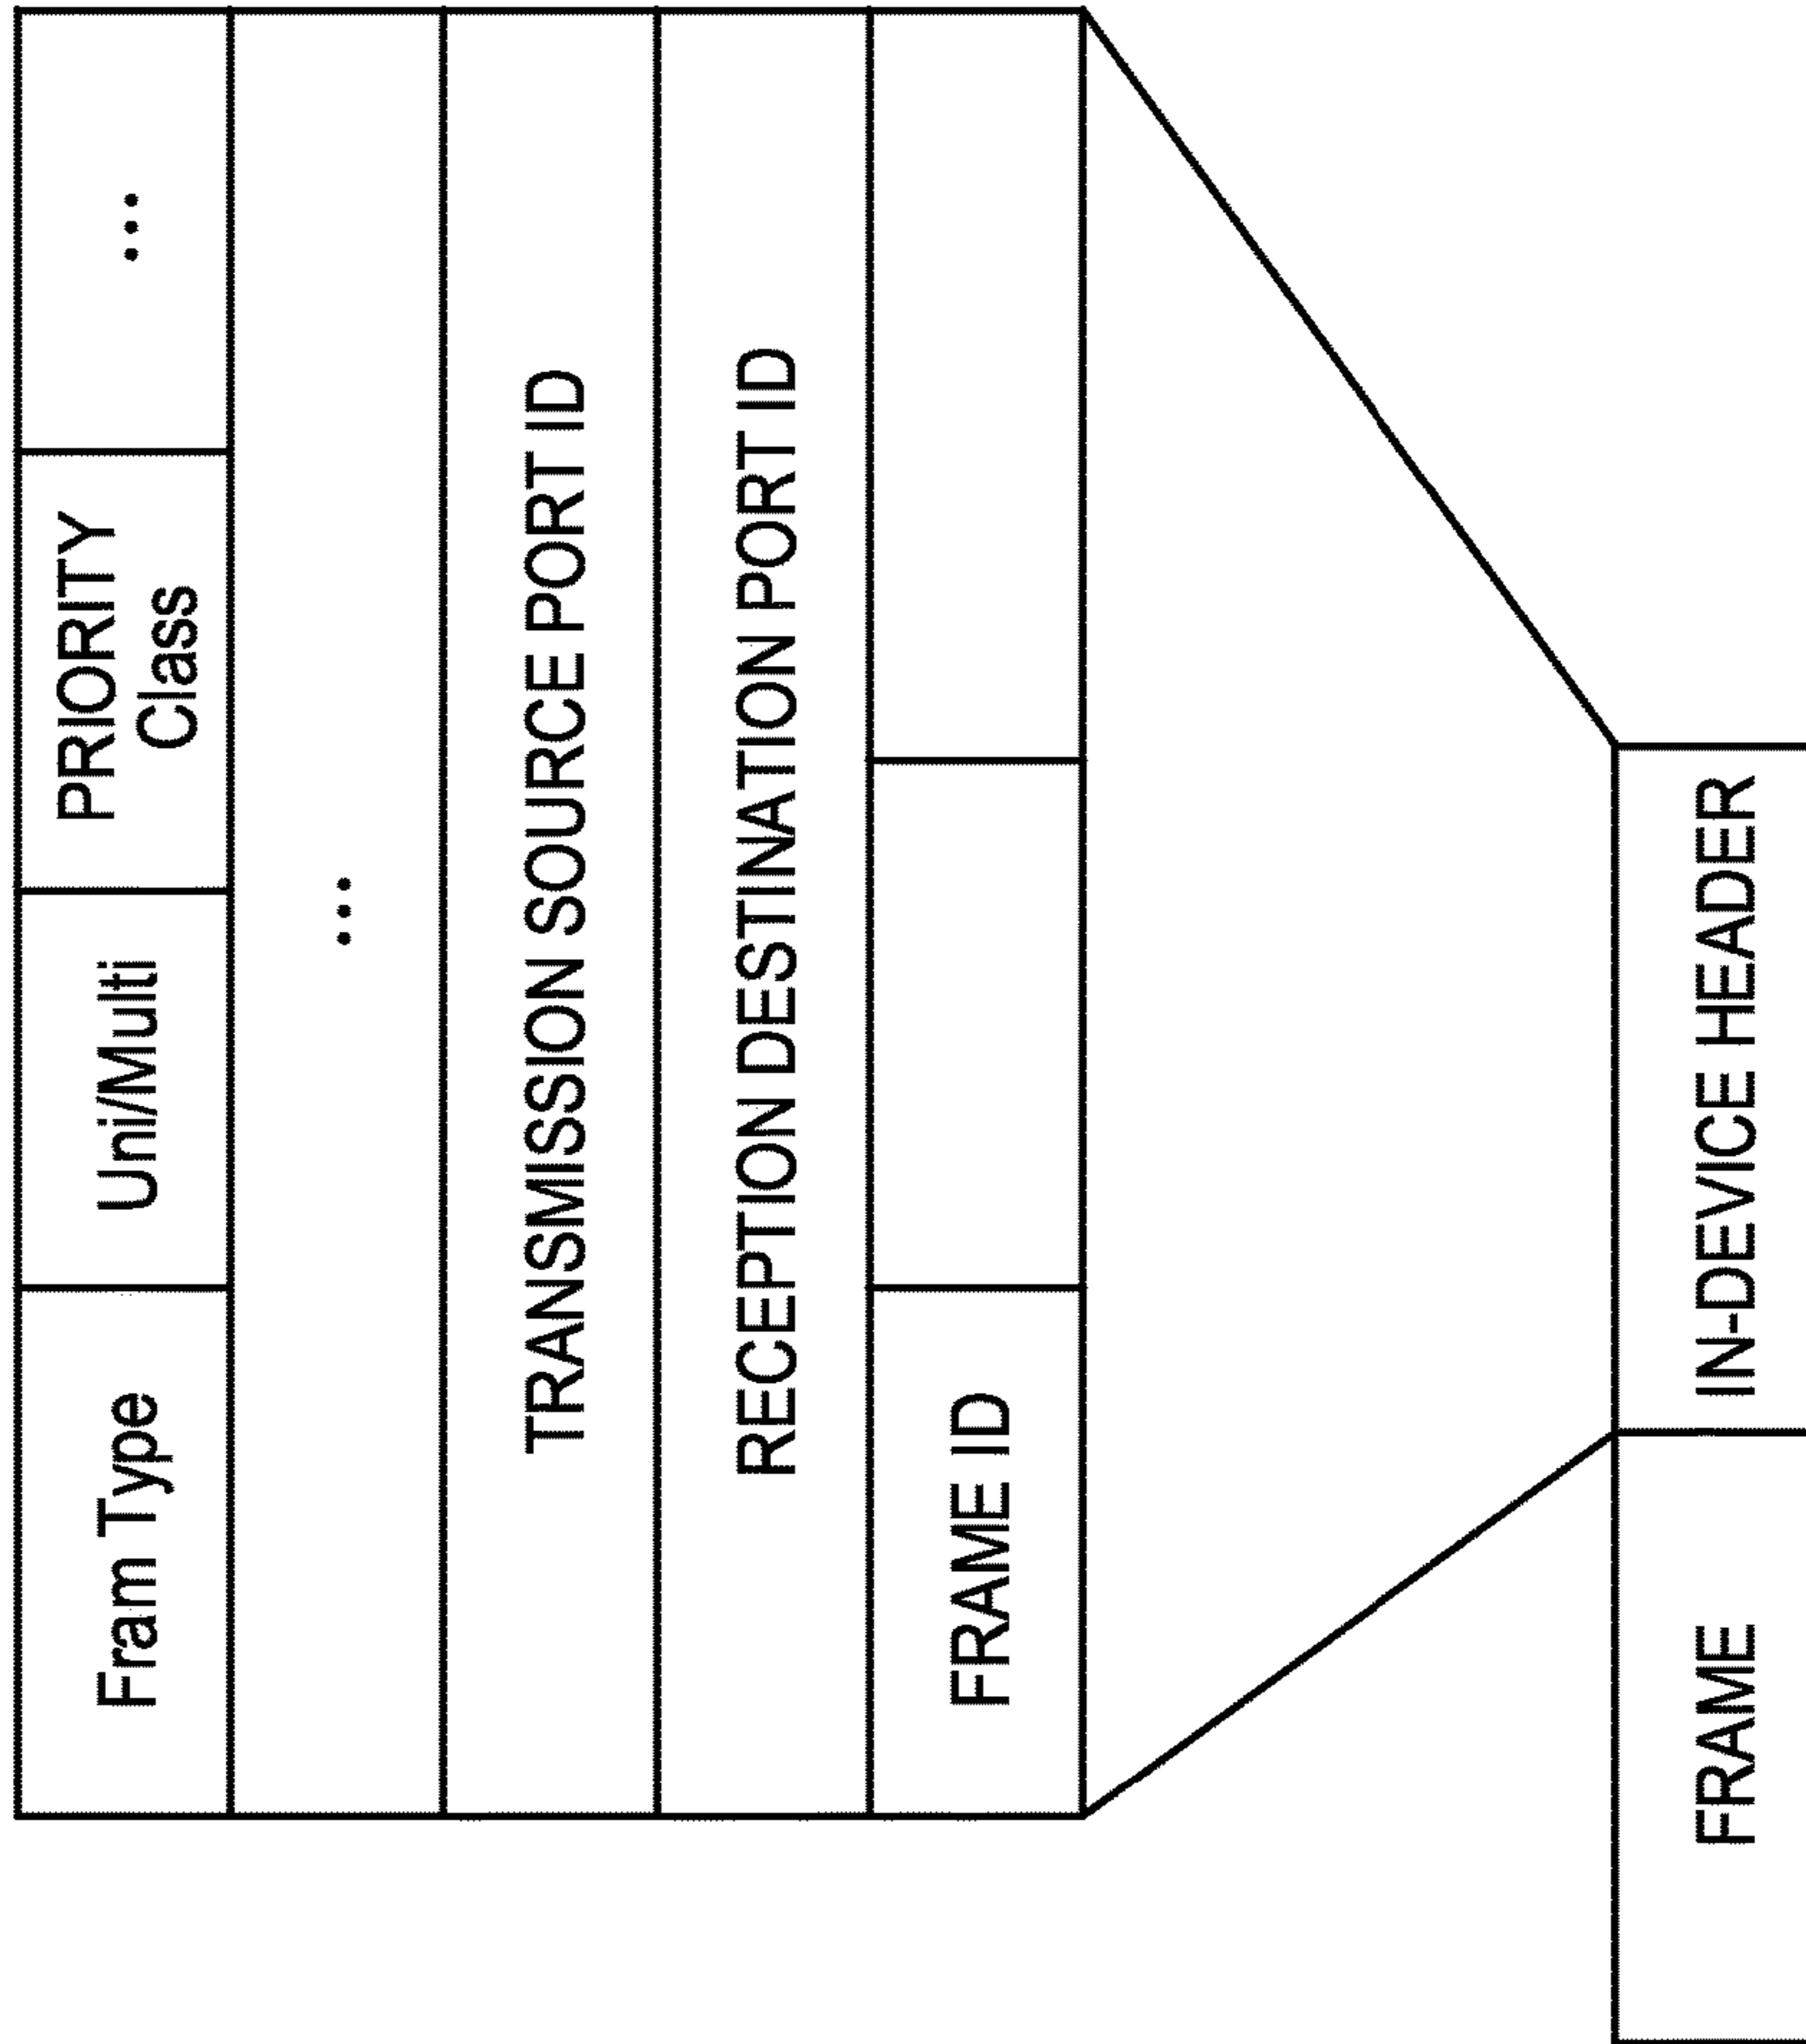 Fram Type
Uni/Multi
PRIORITY
Class
...
...
TRANSMISSION SOURCE PORT ID
RECEPTION DESTINATION PORT ID
FRAME ID
FRAME
IN-DEVICE HEADER